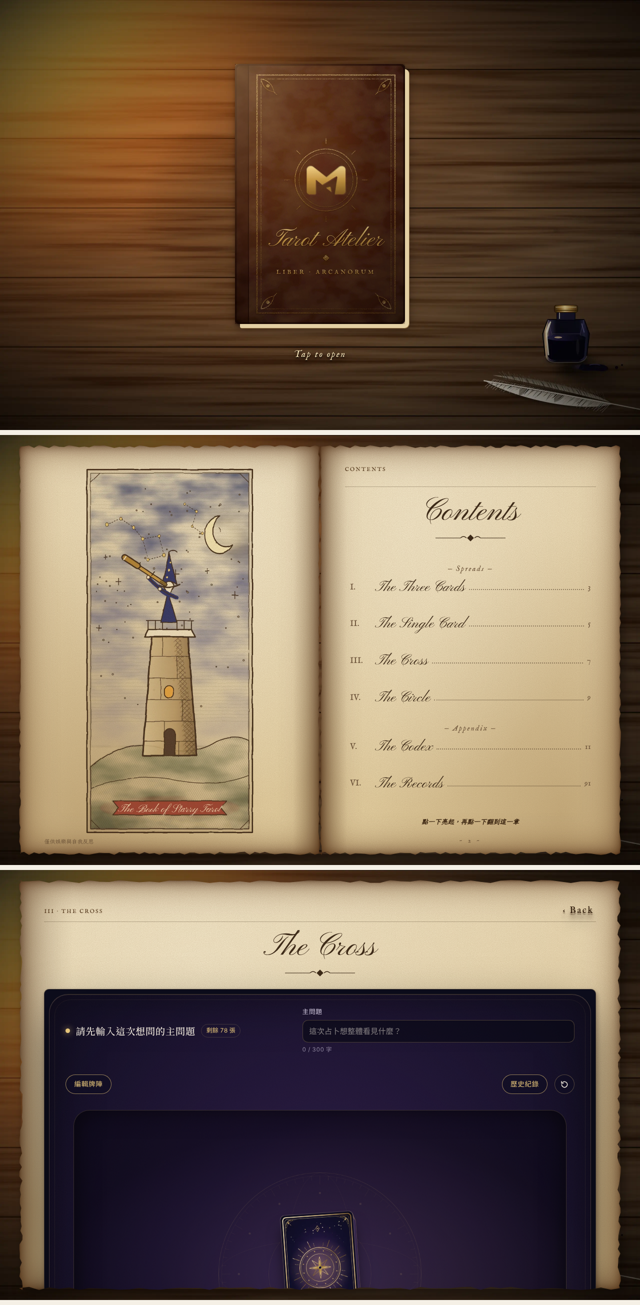 Tarot Atelier
LIBER ARCANORUM
Tap to open
CONTENTS
Contents
– Spreads –
I. The Three Cards 3
II. The Single Card 5
III. The Cross 7
IV. The Circle 9
– Appendix –
V. The Codex 11
VI. The Records 91
The Book of Starry Tarot
點一下亮起，再點一下翻到這一章
III · THE CROSS
‹ Back
The Cross
請先輸入這次想問的主問題
剩餘 78 張
主問題
這次占卜想整體看見什麼？
0 / 300 字
編輯牌陣
歷史紀錄